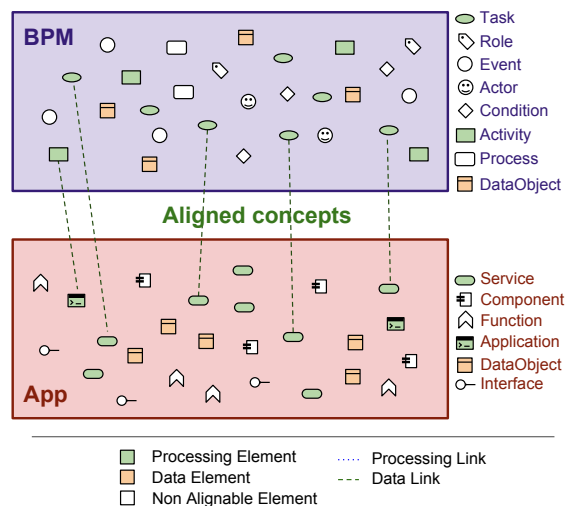 BPM
Task
Role
Event
Actor
Condition
Activity
Process
DataObject
Aligned concepts
Service
Component
Function
Application
DataObject
Interface
App
Processing Element
Data Element
Non Alignable Element
Processing Link
Data Link